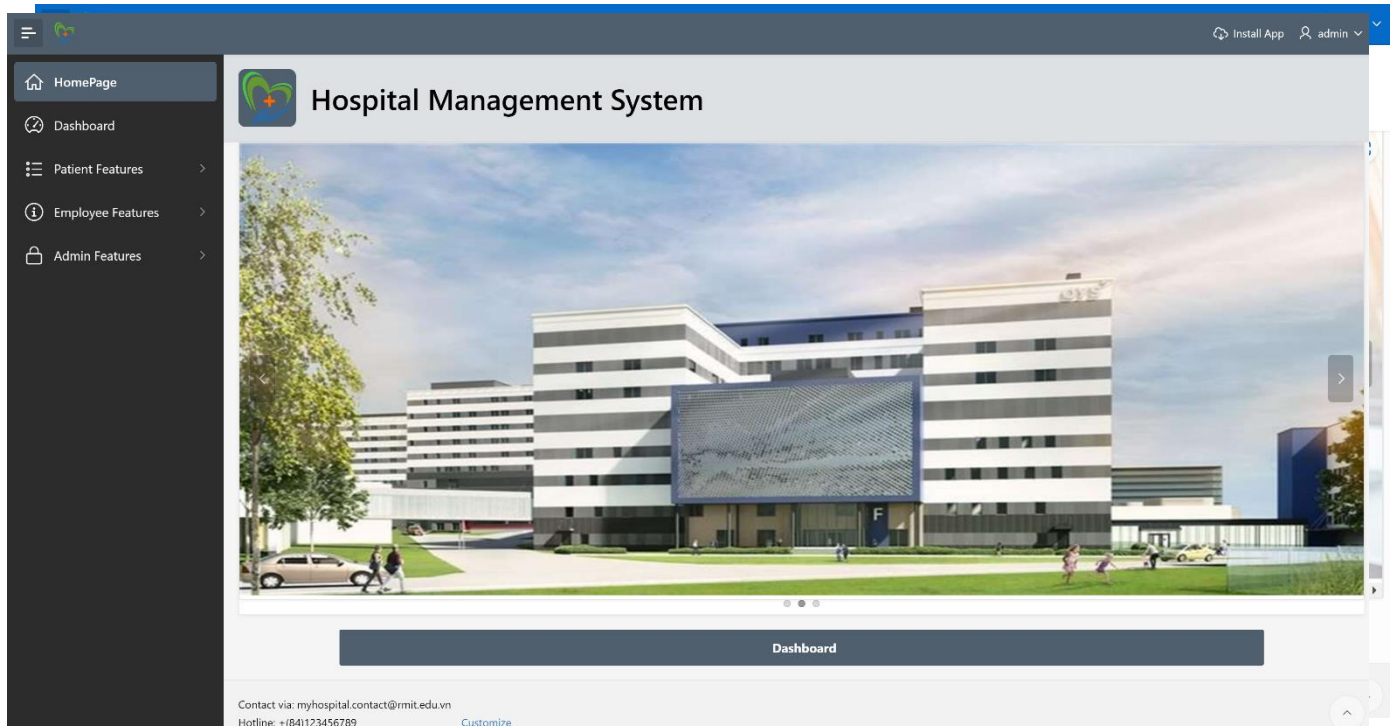 Install App
admin
HomePage
Dashboard
Patient Features
Employee Features
Admin Features
Hospital Management System
F
Dashboard
Contact via: myhospital.contact@rmit.edu.vn
Hotline: +(84)123456789
Customize